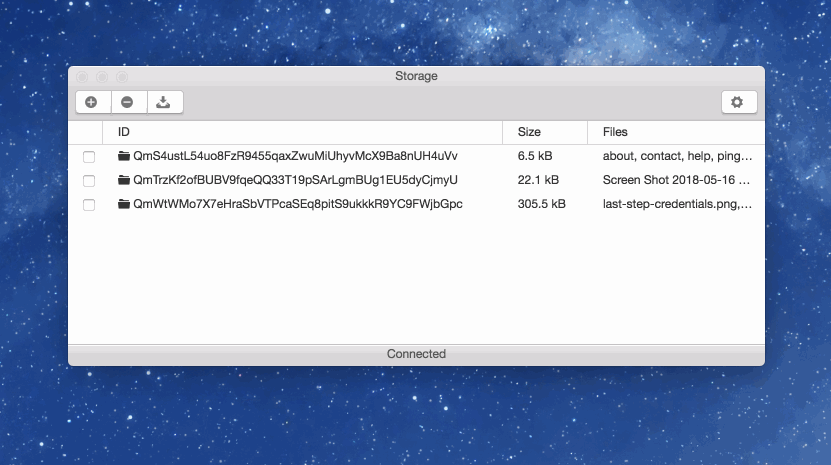 Storage
ID Size Files
QmS4ustL54uo8FzR9455qaxZwuMiUhyvMcX9Ba8nUH4uVv 6.5 kB about, contact, help, ping…
QmTrzKf2ofBUBV9fqeQQ33T19pSArLgmBUg1EU5dyCjmyU 22.1 kB Screen Shot 2018-05-16 …
QmWtWMo7X7eHraSbVTPcaSEq8pitS9ukkkR9YC9FWjbGpc 305.5 kB last-step-credentials.png,…
Connected